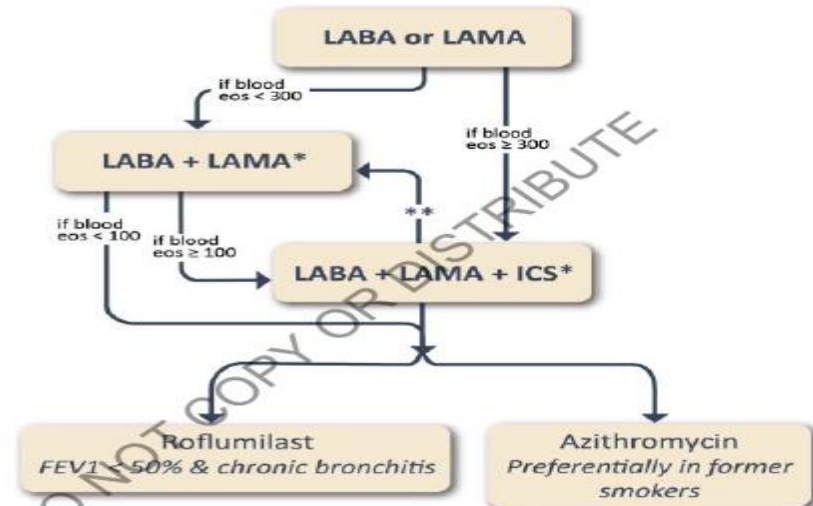 LABA or LAMA
if blood
eos < 300
if blood
eos ≥ 300
LABA + LAMA*
**
if blood
eos < 100
if blood
eos ≥ 100
LABA + LAMA + ICS*
Roflumilast
FEV1 < 50% & chronic bronchitis
Azithromycin
Preferentially in former
smokers
DO NOT COPY OR DISTRIBUTE